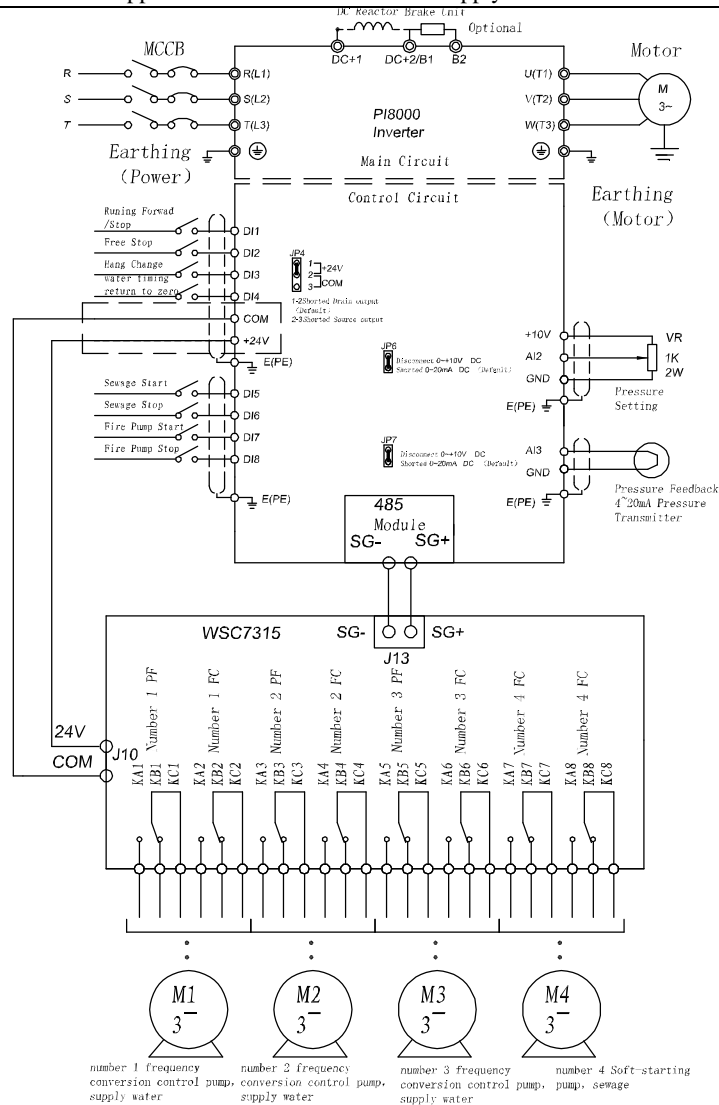 DC Reactor Brake Unit
Optional
DC+1
DC+2/B1
B2
MCCB
Motor
R
R(L1)
U(T1)
S
S(L2)
V(T2)
T
T(L3)
W(T3)
M
3~
PI8000
Inverter
Earthing
(Power)
Main Circuit
Control Circuit
Earthing
(Motor)
Runing Forwad
/Stop
DI1
Free Stop
DI2
Hang Change
DI3
water timing
return to zero
DI4
COM
+24V
E(PE)
JP4
1
2
3
+24V
COM
1-2Shorted Drain output
(Default)
2-3Shorted Source output
JP6
Disconnect 0~+10V DC
Shorted 0~20mA DC (Default)
+10V
AI2
GND
E(PE)
VR
1K
2W
Pressure
Setting
Sewage Start
DI5
Sewage Stop
DI6
Fire Pump Start
DI7
Fire Pump Stop
DI8
E(PE)
JP7
Disconnect 0~+10V DC
Shorted 0~20mA DC (Default)
AI3
GND
E(PE)
Pressure Feedback
4~20mA Pressure
Transmitter
485
Module
SG- SG+
WSC7315
SG-
SG+
J13
24V
COM
J10
Number 1 PF
Number 1 FC
Number 2 PF
Number 2 FC
Number 3 PF
Number 3 FC
Number 4 FC
Number 4 FC
KA1
KB1
KC1
KA2
KB2
KC2
KA3
KB3
KC3
KA4
KB4
KC4
KA5
KB5
KC5
KA6
KB6
KC6
KA7
KB7
KC7
KA8
KB8
KC8
M1
3-
M2
3-
M3
3-
M4
3-
number 1 frequency
conversion control pump,
supply water
number 2 frequency
conversion control pump,
supply water
number 3 frequency
conversion control pump,
supply water
number 4 Soft-starting
pump, sewage